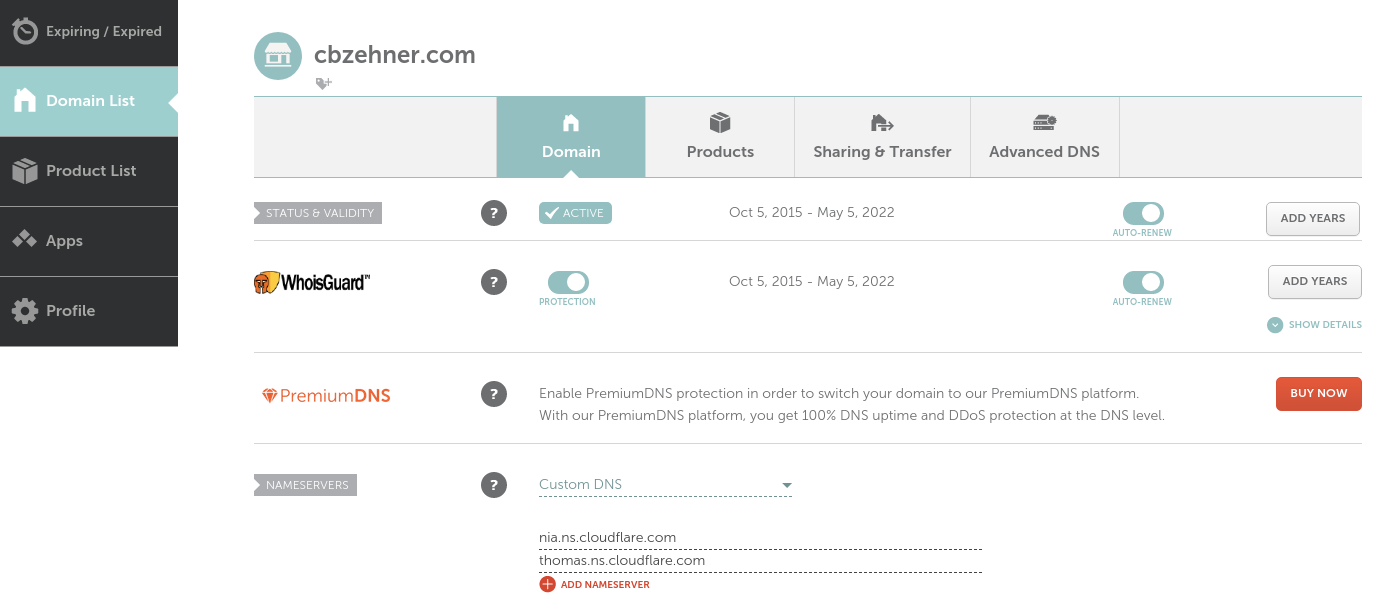 Expiring / Expired
Domain List
Product List
Apps
Profile
cbzehner.com
Domain
Products
Sharing & Transfer
Advanced DNS
STATUS & VALIDITY
?
ACTIVE
Oct 5, 2015 - May 5, 2022
AUTO-RENEW
ADD YEARS
WhoisGuard™
?
PROTECTION
Oct 5, 2015 - May 5, 2022
AUTO-RENEW
ADD YEARS
SHOW DETAILS
PremiumDNS
?
Enable PremiumDNS protection in order to switch your domain to our PremiumDNS platform.
With our PremiumDNS platform, you get 100% DNS uptime and DDoS protection at the DNS level.
BUY NOW
NAMESERVERS
?
Custom DNS
nia.ns.cloudflare.com
thomas.ns.cloudflare.com
ADD NAMESERVER